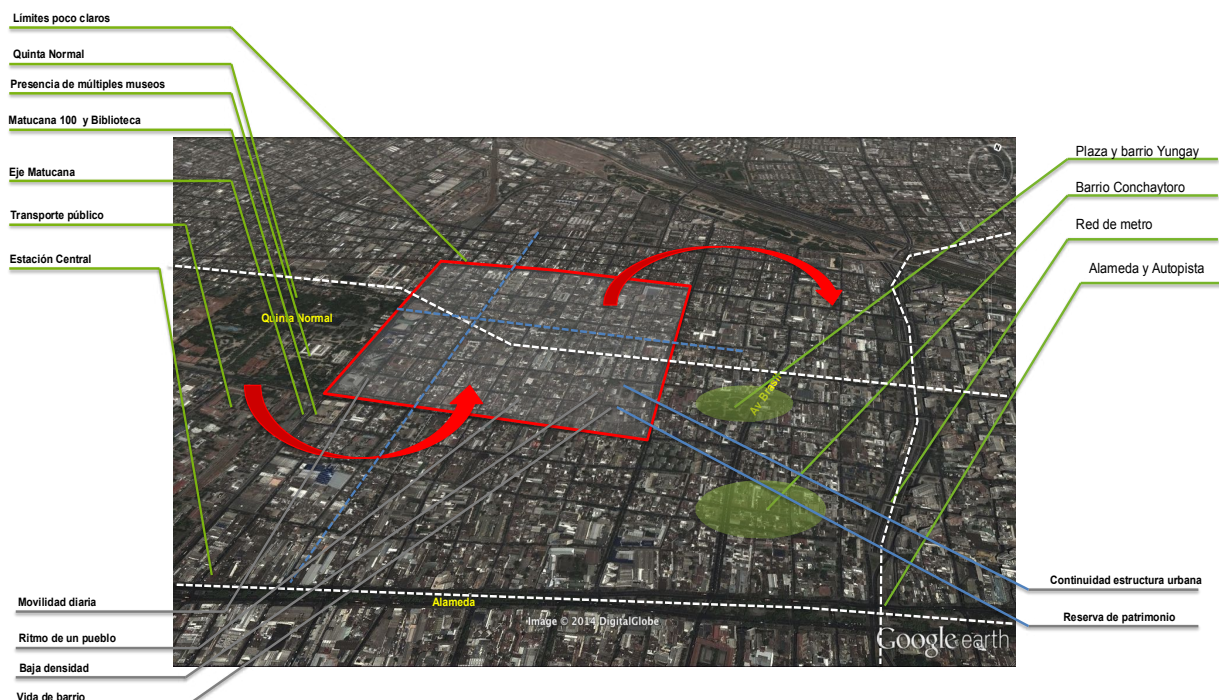 Límites poco claros
Quinta Normal
Presencia de múltiples museos
Matucana 100 y Biblioteca
Eje Matucana
Transporte público
Estación Central
Plaza y barrio Yungay
Barrio Conchaytoro
Red de metro
Alameda y Autopista
N
Quinta Normal
Av Brasil
Alameda
Image © 2014 DigitalGlobe
Google earth
Movilidad diaria
Ritmo de un pueblo
Baja densidad
Vida de barrio
Continuidad estructura urbana
Reserva de patrimonio